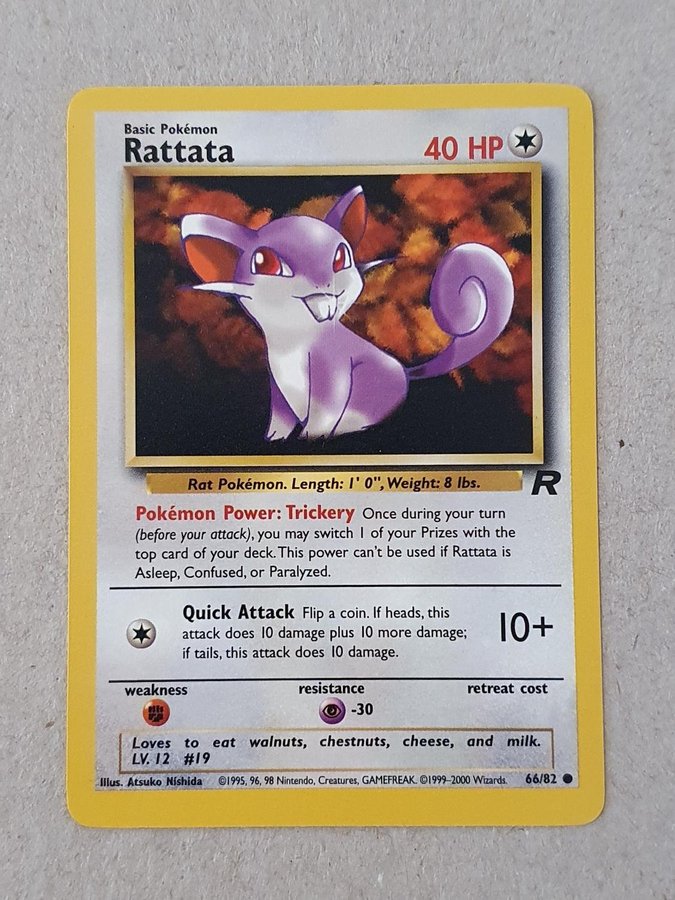 Basic Pokémon
Rattata
40 HP
Rat Pokémon. Length: 1' 0", Weight: 8 lbs.
R
Pokémon Power: Trickery Once during your turn
(before your attack), you may switch 1 of your Prizes with the
top card of your deck. This power can't be used if Rattata is
Asleep, Confused, or Paralyzed.
Quick Attack Flip a coin. If heads, this
attack does 10 damage plus 10 more damage;
if tails, this attack does 10 damage.
10+
weakness
resistance
retreat cost
-30
Loves to eat walnuts, chestnuts, cheese, and milk.
LV. 12 #19
Illus. Atsuko Nishida ©1995, 96, 98 Nintendo, Creatures, GAMEFREAK. ©1999-2000 Wizards. 66/82